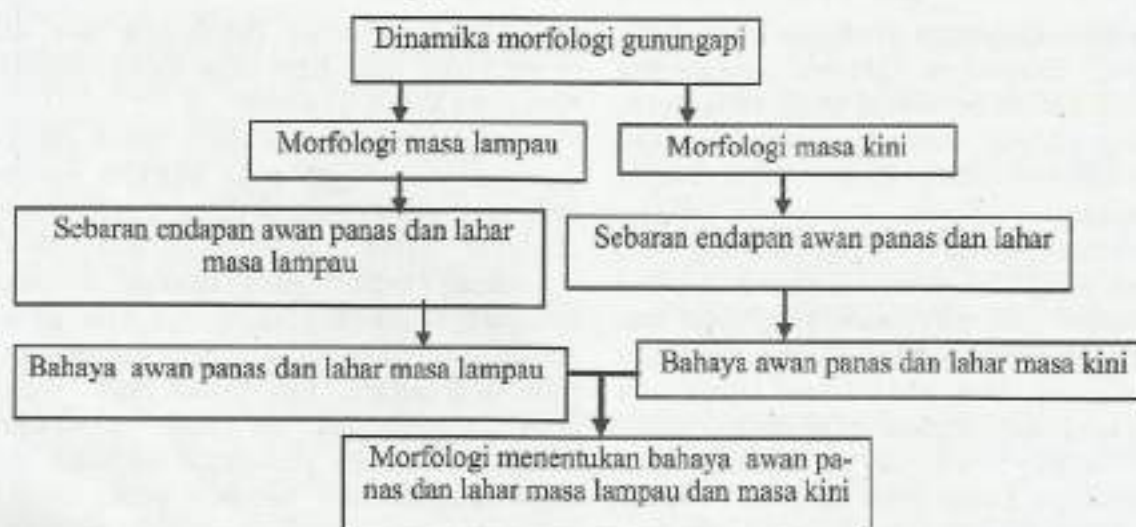 Dinamika morfologi gunungapi
Morfologi masa lampau
Morfologi masa kini
Sebaran endapan awan panas dan lahar
masa lampau
Sebaran endapan awan panas dan lahar
Bahaya awan panas dan lahar masa lampau
Bahaya awan panas dan lahar masa kini
Morfologi menentukan bahaya awan pa-
nas dan lahar masa lampau dan masa kini